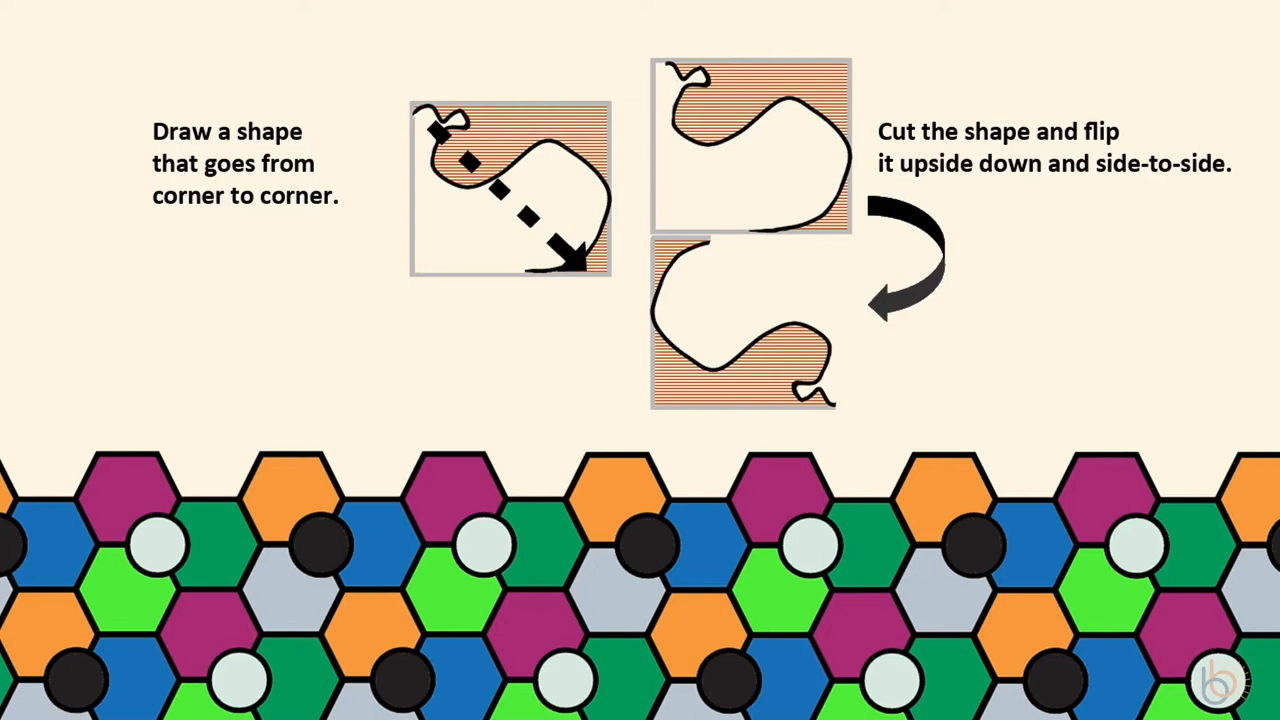 Draw a shape
that goes from
corner to corner.
Cut the shape and flip
it upside down and side-to-side.